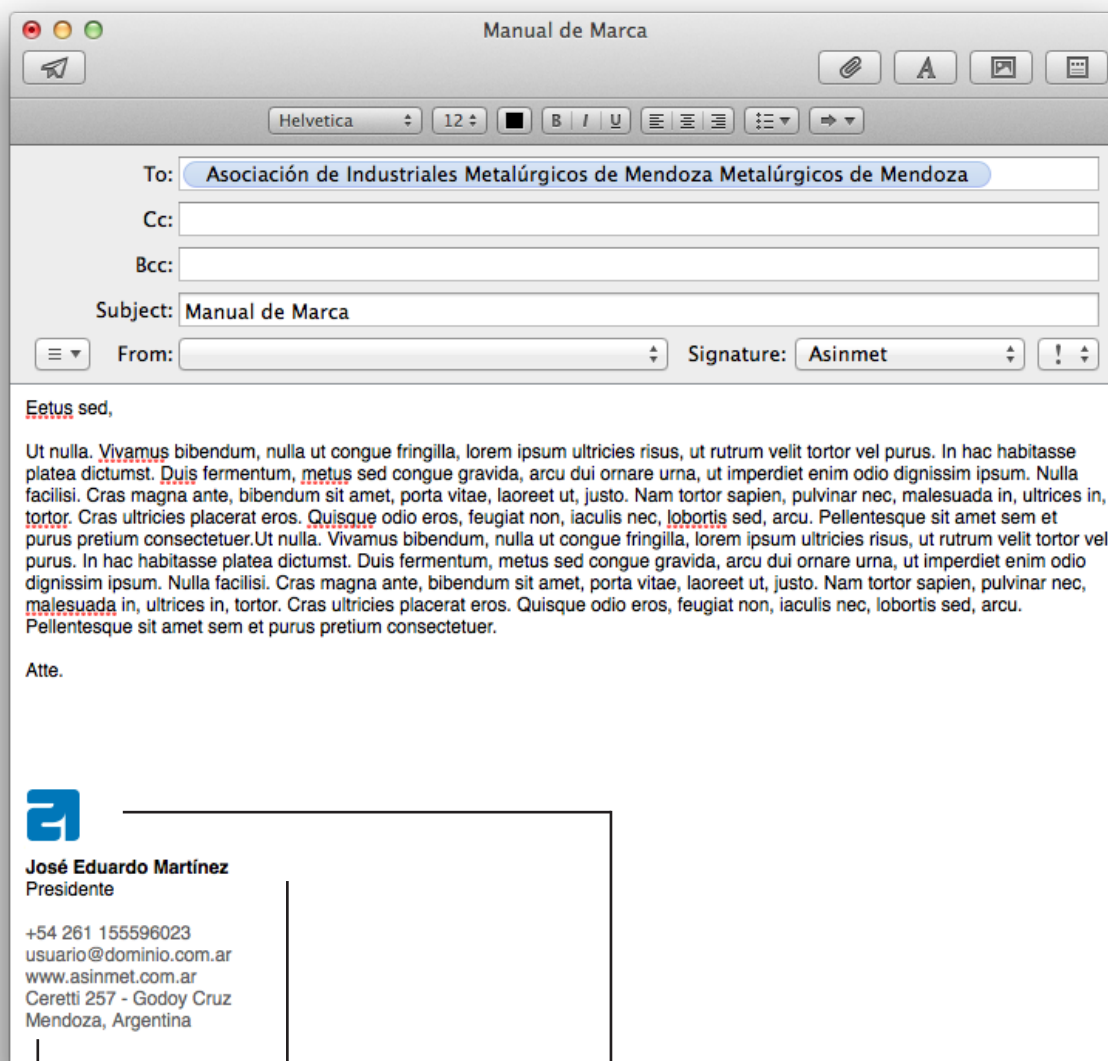 Manual de Marca
Helvetica 12 B I U
To: Asociación de Industriales Metalúrgicos de Mendoza Metalúrgicos de Mendoza
Cc:
Bcc:
Subject: Manual de Marca
From: Signature: Asinmet !
Eetus sed,
Ut nulla. Vivamus bibendum, nulla ut congue fringilla, lorem ipsum ultricies risus, ut rutrum velit tortor vel purus. In hac habitasse
platea dictumst. Duis fermentum, metus sed congue gravida, arcu dui ornare urna, ut imperdiet enim odio dignissim ipsum. Nulla
facilisi. Cras magna ante, bibendum sit amet, porta vitae, laoreet ut, justo. Nam tortor sapien, pulvinar nec, malesuada in, ultrices in,
tortor. Cras ultricies placerat eros. Quisque odio eros, feugiat non, iaculis nec, lobortis sed, arcu. Pellentesque sit amet sem et
purus pretium consectetuer.Ut nulla. Vivamus bibendum, nulla ut congue fringilla, lorem ipsum ultricies risus, ut rutrum velit tortor vel
purus. In hac habitasse platea dictumst. Duis fermentum, metus sed congue gravida, arcu dui ornare urna, ut imperdiet enim odio
dignissim ipsum. Nulla facilisi. Cras magna ante, bibendum sit amet, porta vitae, laoreet ut, justo. Nam tortor sapien, pulvinar nec,
malesuada in, ultrices in, tortor. Cras ultricies placerat eros. Quisque odio eros, feugiat non, iaculis nec, lobortis sed, arcu.
Pellentesque sit amet sem et purus pretium consectetuer.
Atte.
José Eduardo Martínez
Presidente
+54 261 155596023
usuario@dominio.com.ar
www.asinmet.com.ar
Ceretti 257 - Godoy Cruz
Mendoza, Argentina